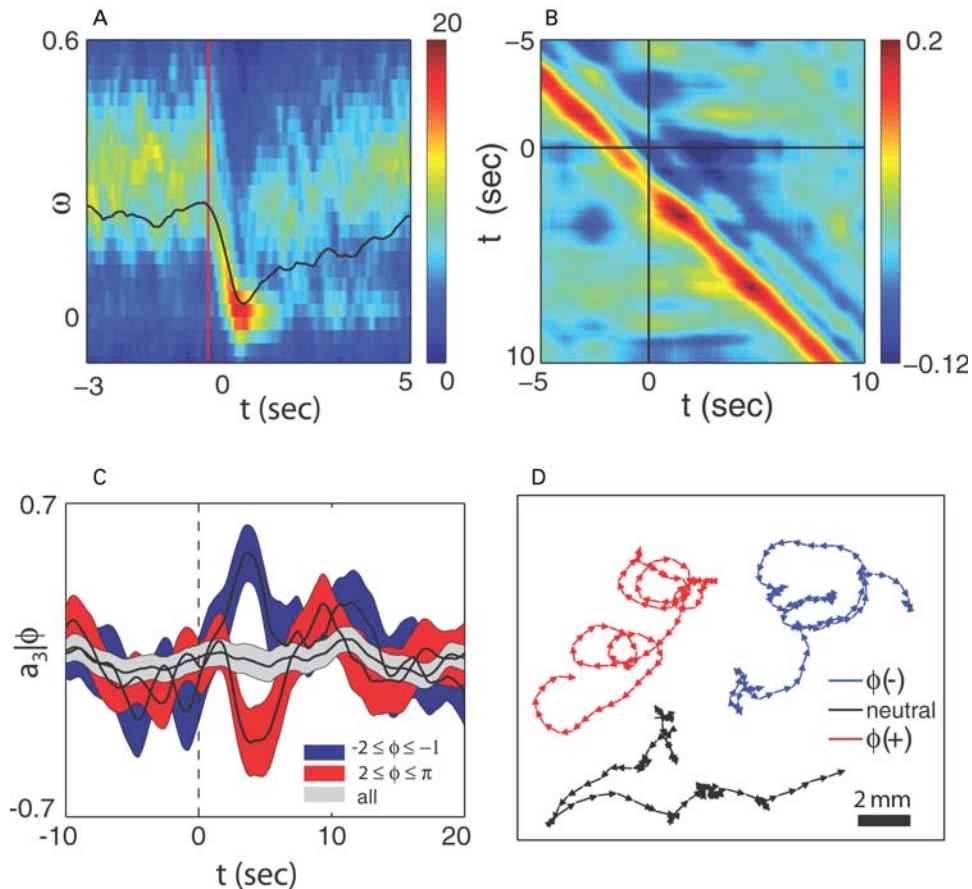 A
0.6
ω
0
-3
0
5
t (sec)
20
0
B
-5
0
10
t (sec)
-5
0
10
t (sec)
0.2
-0.12
C
0.7
a3|ϕ
-0.7
-10
0
10
20
t (sec)
-2 ≤ ϕ ≤ -1
2 ≤ ϕ ≤ π
all
D
ϕ(-)
neutral
ϕ(+)
2 mm